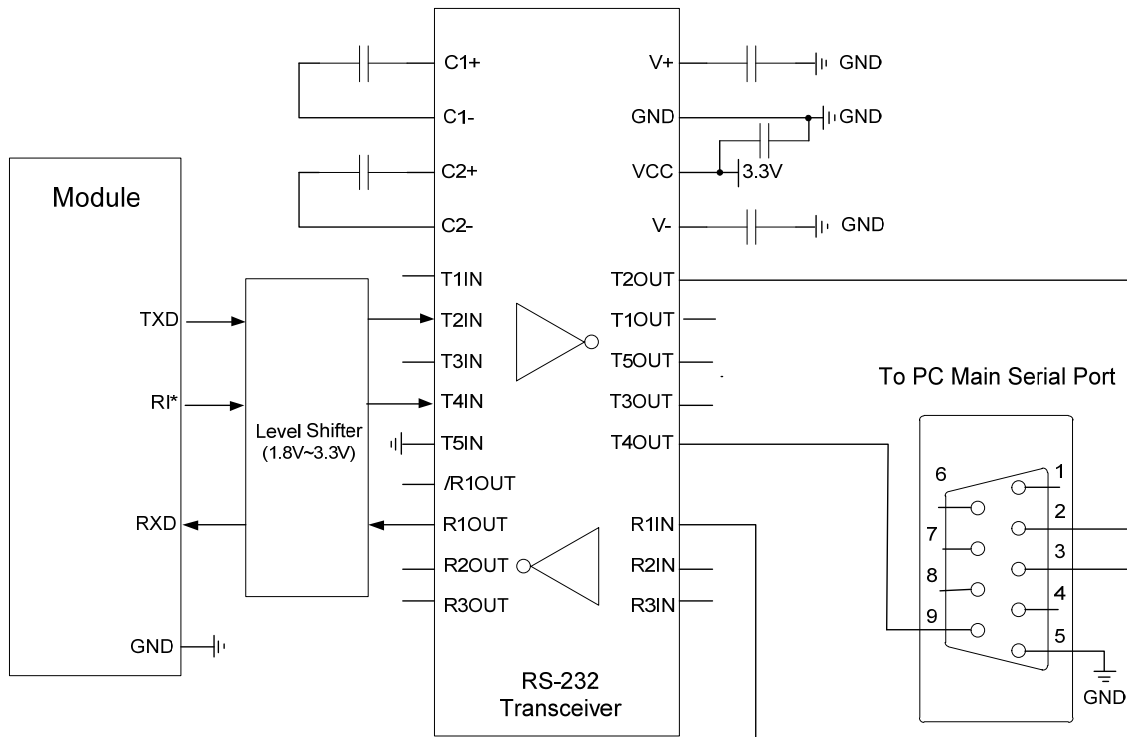 C1+
C1-
C2+
C2-
T1IN
T2IN
T3IN
T4IN
T5IN
/R1OUT
R1OUT
R2OUT
R3OUT
V+
GND
VCC
V-
T2OUT
T1OUT
T5OUT
T3OUT
T4OUT
R1IN
R2IN
R3IN
RS-232
Transceiver
GND
GND
3.3V
GND
Module
TXD
RI*
RXD
GND
Level Shifter
(1.8V~3.3V)
To PC Main Serial Port
6
7
8
9
1
2
3
4
5
GND